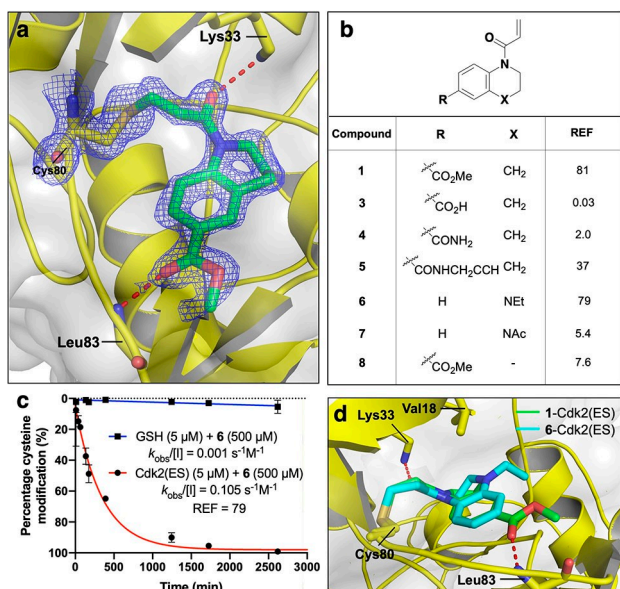 a
Lys33
Cys80
Leu83
b
O
N
R
X
Compound R X REF
1 CO₂Me CH₂ 81
3 CO₂H CH₂ 0.03
4 CONH₂ CH₂ 2.0
5 CONHCH₂CCH CH₂ 37
6 H NEt 79
7 H NAc 5.4
8 CO₂Me - 7.6
c
Percentage cysteine
modification (%)
0
20
40
60
80
100
GSH (5 µM) + 6 (500 µM)
kobs/[I] = 0.001 s⁻¹M⁻¹
Cdk2(ES) (5 µM) + 6 (500 µM)
kobs/[I] = 0.105 s⁻¹M⁻¹
REF = 79
0 500 1000 1500 2000 2500 3000
Time (min)
d
Lys33
Val18
1-Cdk2(ES)
6-Cdk2(ES)
Cys80
Leu83